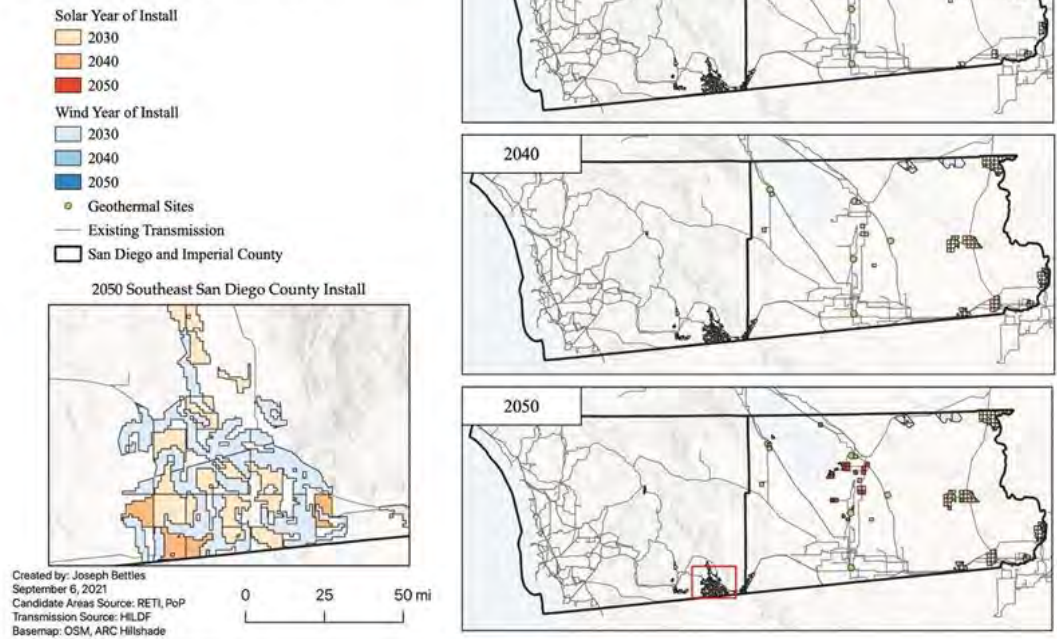 Solar Year of Install
2030
2040
2050
Wind Year of Install
2030
2040
2050
Geothermal Sites
Existing Transmission
San Diego and Imperial County
2050 Southeast San Diego County Install
Created by: Joseph Bettles
September 6, 2021
Candidate Areas Source: RETI, PoP
Transmission Source: HILDF
Basemap: OSM, ARC Hillshade
0 25 50 mi
2040
2050